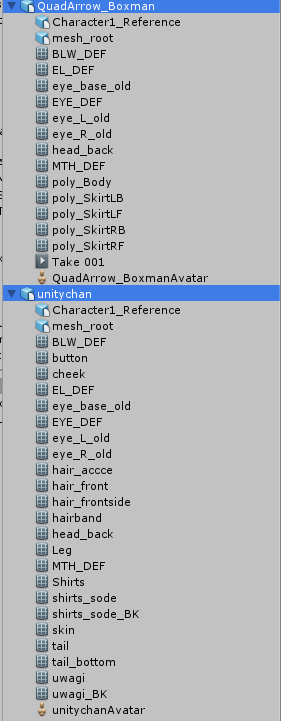 QuadArrow_Boxman
Character1_Reference
mesh_root
BLW_DEF
EL_DEF
eye_base_old
EYE_DEF
eye_L_old
eye_R_old
head_back
MTH_DEF
poly_Body
poly_SkirtLB
poly_SkirtLF
poly_SkirtRB
poly_SkirtRF
Take 001
QuadArrow_BoxmanAvatar
unitychan
Character1_Reference
mesh_root
BLW_DEF
button
cheek
EL_DEF
eye_base_old
EYE_DEF
eye_L_old
eye_R_old
hair_accce
hair_front
hair_frontside
hairband
head_back
Leg
MTH_DEF
Shirts
shirts_sode
shirts_sode_BK
skin
tail
tail_bottom
uwagi
uwagi_BK
unitychanAvatar